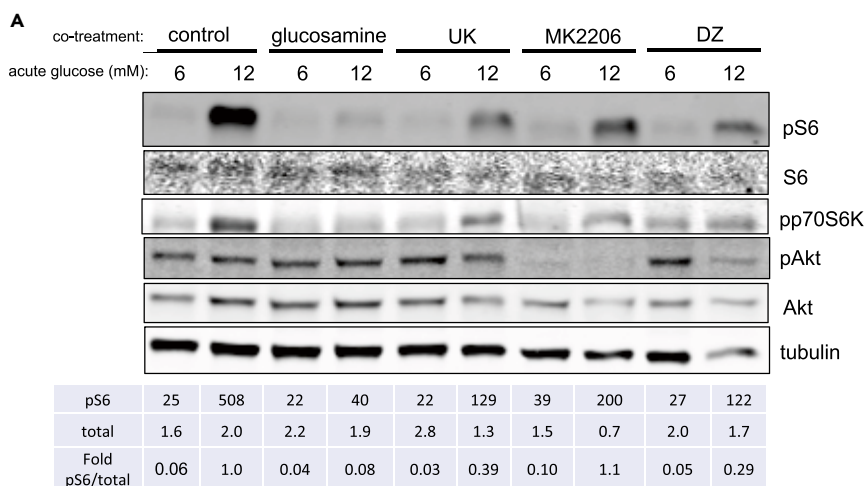 A
co-treatment: control glucosamine UK MK2206 DZ
acute glucose (mM): 6 12 6 12 6 12 6 12 6 12
pS6
S6
pp70S6K
pAkt
Akt
tubulin
pS6 25 508 22 40 22 129 39 200 27 122
total 1.6 2.0 2.2 1.9 2.8 1.3 1.5 0.7 2.0 1.7
Fold
pS6/total 0.06 1.0 0.04 0.08 0.03 0.39 0.10 1.1 0.05 0.29